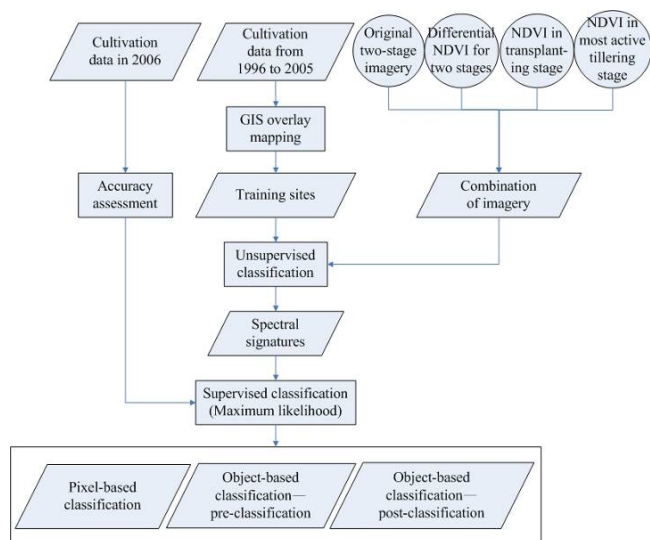 Cultivation
data in 2006
Cultivation
data from
1996 to 2005
Original
two-stage
imagery
Differential
NDVI for
two stages
NDVI in
transplant-
ing stage
NDVI in
most active
tillering
stage
GIS overlay
mapping
Accuracy
assessment
Training sites
Combination
of imagery
Unsupervised
classification
Spectral
signatures
Supervised classification
(Maximum likelihood)
Pixel-based
classification
Object-based
classification—
pre-classification
Object-based
classification—
post-classification